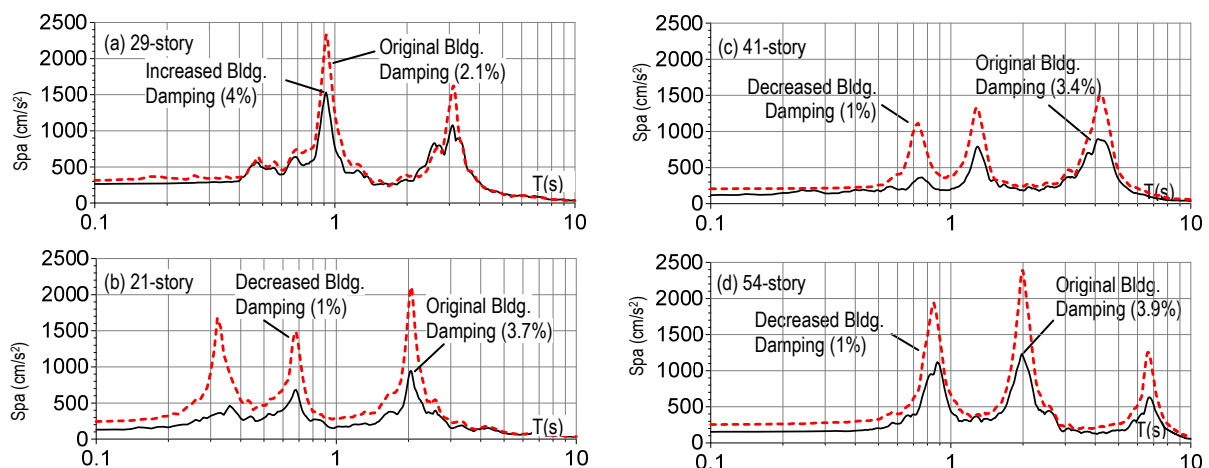 2500
2000
1500
1000
500
0
Spa (cm/s²)
(a) 29-story
Original Bldg.
Damping (2.1%)
Increased Bldg.
Damping (4%)
T(s)
0.1
1
10
2500
2000
1500
1000
500
0
Spa (cm/s²)
(c) 41-story
Original Bldg.
Damping (3.4%)
Decreased Bldg.
Damping (1%)
T(s)
0.1
1
10
2500
2000
1500
1000
500
0
Spa (cm/s²)
(b) 21-story
Decreased Bldg.
Damping (1%)
Original Bldg.
Damping (3.7%)
T(s)
0.1
1
10
2500
2000
1500
1000
500
0
Spa (cm/s²)
(d) 54-story
Original Bldg.
Damping (3.9%)
Decreased Bldg.
Damping (1%)
T(s)
0.1
1
10